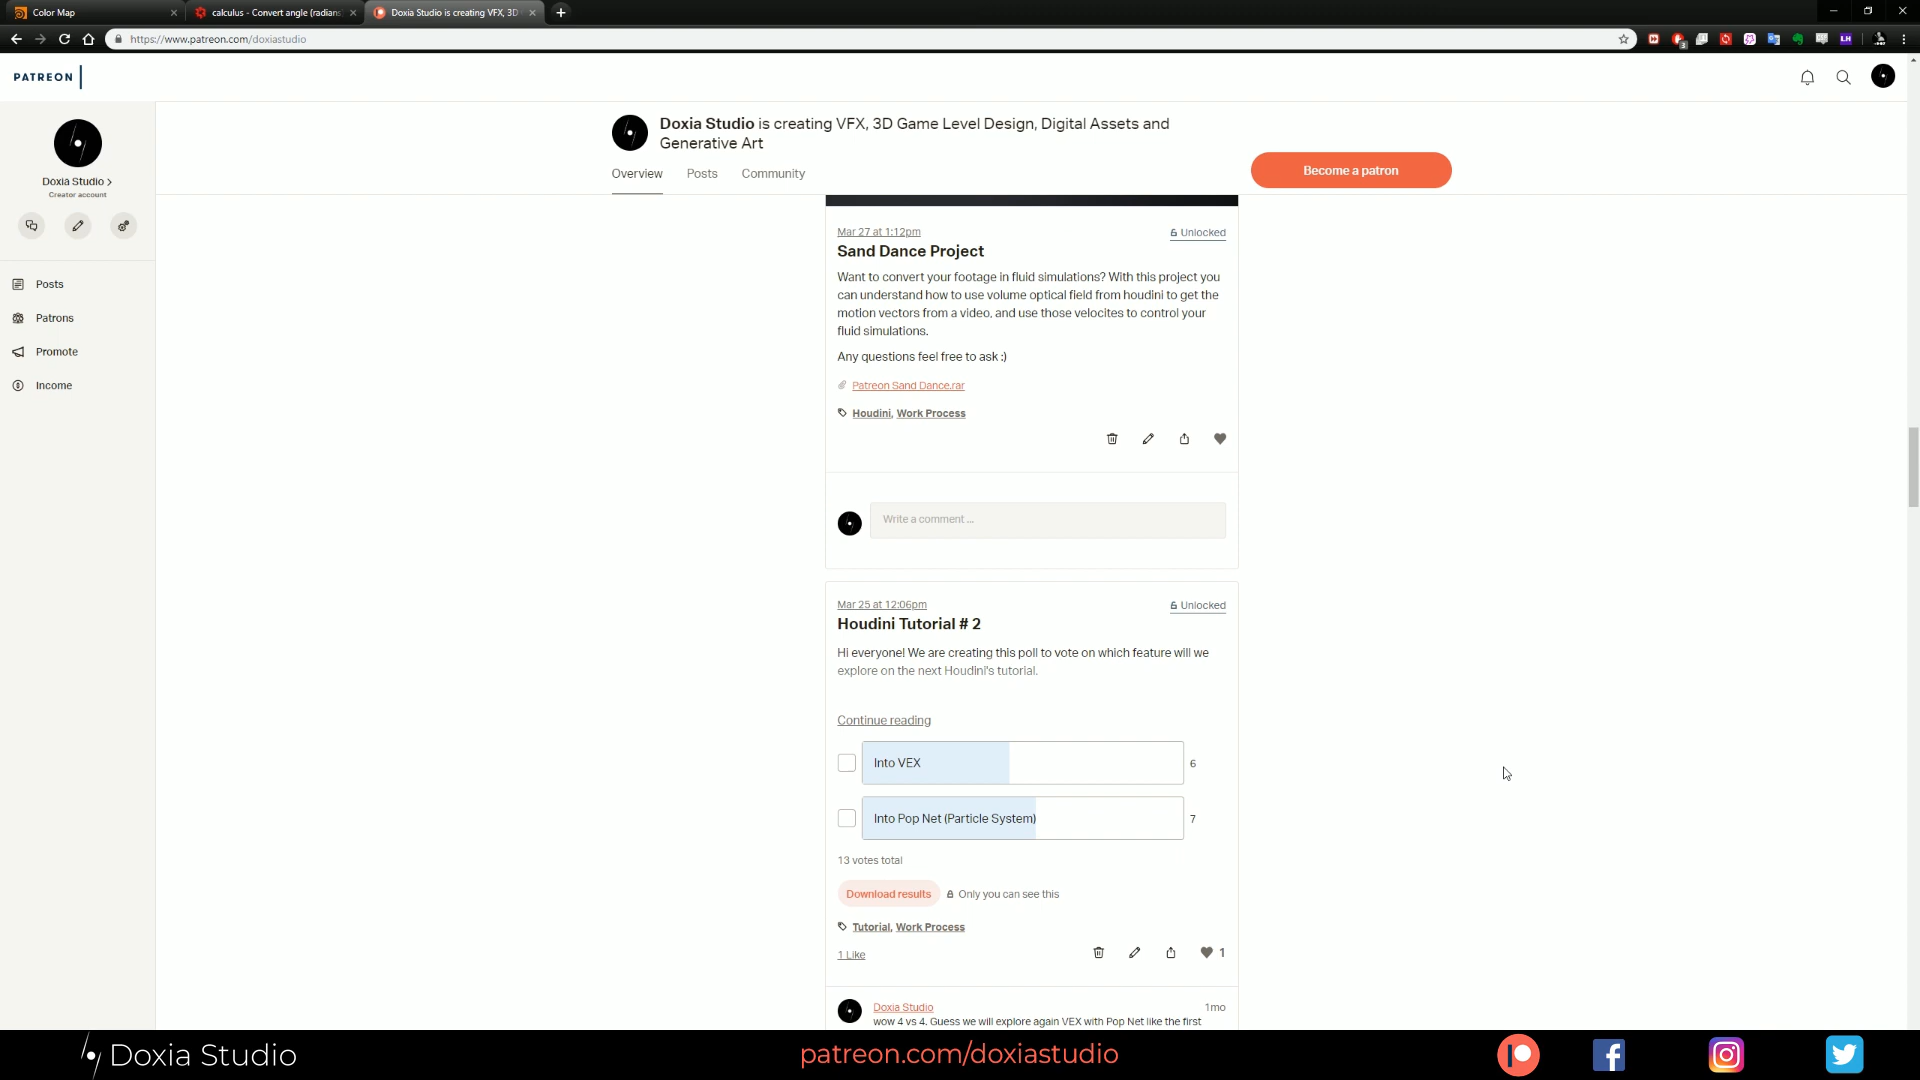 Color Map
calculus - Convert angle (radians
Doxia Studio is creating VFX, 3D
https://www.patreon.com/doxiastudio
3
LH
PATREON
Doxia Studio >
Creator account
Posts
Patrons
Promote
Income
Doxia Studio is creating VFX, 3D Game Level Design, Digital Assets and
Generative Art
Overview
Posts
Community
Become a patron
Mar 27 at 1:12pm
Unlocked
Sand Dance Project
Want to convert your footage in fluid simulations? With this project you
can understand how to use volume optical field from houdini to get the
motion vectors from a video, and use those velocites to control your
fluid simulations.
Any questions feel free to ask :)
Patreon Sand Dance.rar
Houdini, Work Process
Write a comment ...
Mar 25 at 12:06pm
Unlocked
Houdini Tutorial # 2
Hi everyone! We are creating this poll to vote on which feature will we
explore on the next Houdini's tutorial.
Continue reading
Into VEX
6
Into Pop Net (Particle System)
7
13 votes total
Download results
Only you can see this
Tutorial, Work Process
1 Like
1
Doxia Studio
1mo
wow 4 vs 4. Guess we will explore again VEX with Pop Net like the first
Doxia Studio
patreon.com/doxiastudio